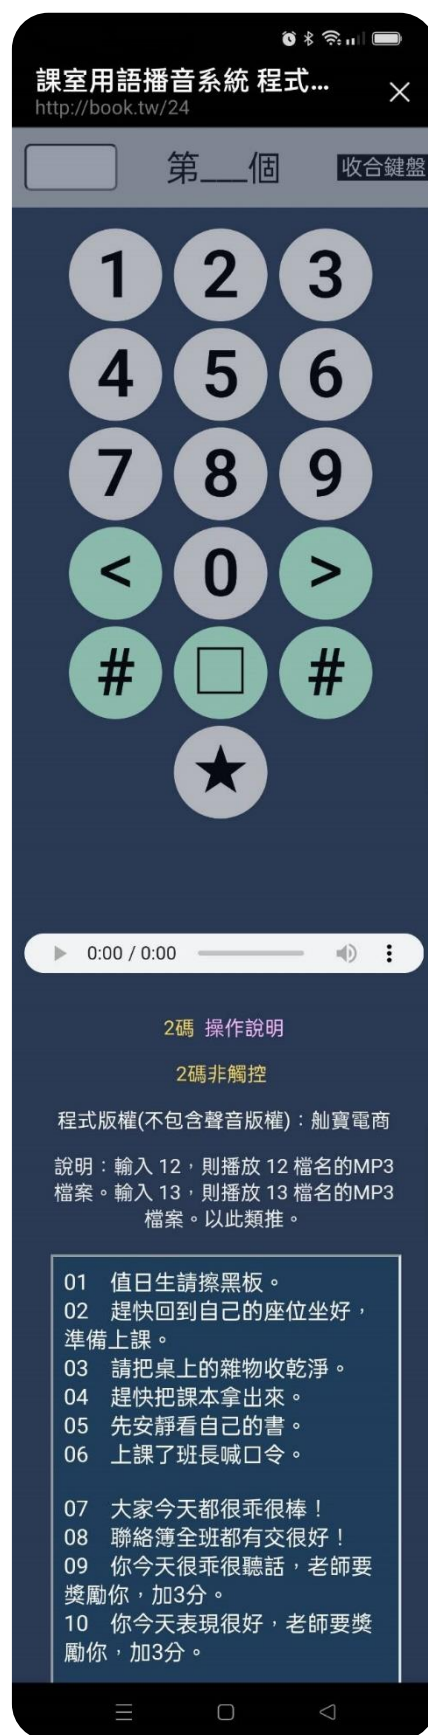 課室用語播音系統 程式...
http://book.tw/24
第___個
收合鍵盤
1 2 3
4 5 6
7 8 9
< 0 >
# □ #
★
0:00 / 0:00
2碼 操作說明
2碼非觸控
程式版權(不包含聲音版權)：舢寶電商
說明：輸入 12，則播放 12 檔名的MP3
檔案。輸入 13，則播放 13 檔名的MP3
檔案。以此類推。
01 值日生請擦黑板。
02 趕快回到自己的座位坐好，
準備上課。
03 請把桌上的雜物收乾淨。
04 趕快把課本拿出來。
05 先安靜看自己的書。
06 上課了班長喊口令。
07 大家今天都很乖很棒！
08 聯絡簿全班都有交很好！
09 你今天很乖很聽話，老師要
獎勵你，加3分。
10 你今天表現很好，老師要獎
勵你，加3分。